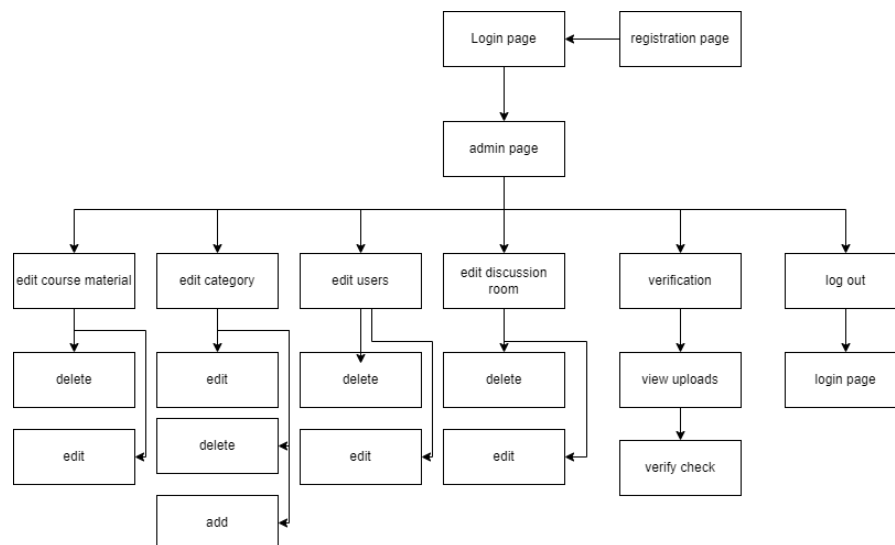 Login page
registration page
admin page
edit course material
edit category
edit users
edit discussion
room
verification
log out
delete
edit
delete
delete
view uploads
login page
edit
delete
edit
edit
verify check
add